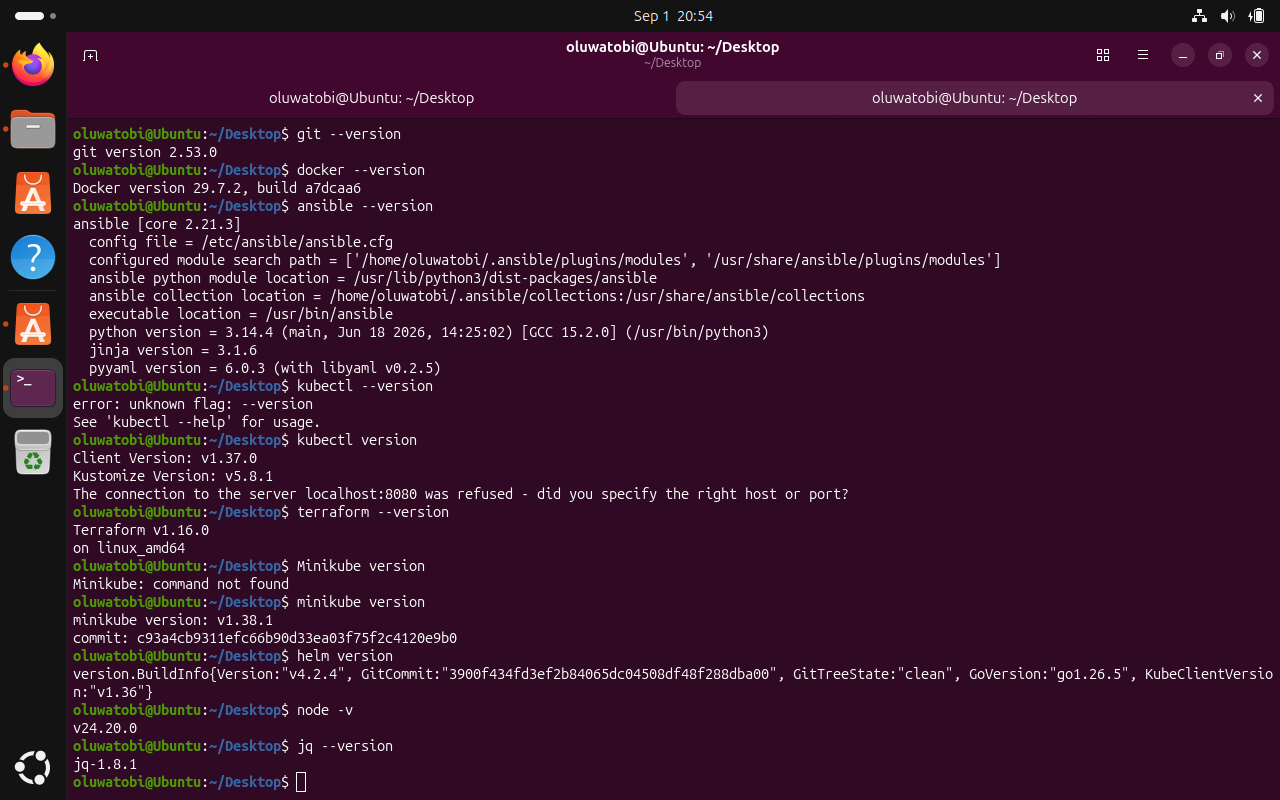 Sep 1 20:54
oluwatobi@Ubuntu: ~/Desktop
~/Desktop
oluwatobi@Ubuntu: ~/Desktop
oluwatobi@Ubuntu: ~/Desktop
oluwatobi@Ubuntu:~/Desktop$ git --version
git version 2.53.0
oluwatobi@Ubuntu:~/Desktop$ docker --version
Docker version 29.7.2, build a7dcaa6
oluwatobi@Ubuntu:~/Desktop$ ansible --version
ansible [core 2.21.3]
  config file = /etc/ansible/ansible.cfg
  configured module search path = ['/home/oluwatobi/.ansible/plugins/modules', '/usr/share/ansible/plugins/modules']
  ansible python module location = /usr/lib/python3/dist-packages/ansible
  ansible collection location = /home/oluwatobi/.ansible/collections:/usr/share/ansible/collections
  executable location = /usr/bin/ansible
  python version = 3.14.4 (main, Jun 18 2026, 14:25:02) [GCC 15.2.0] (/usr/bin/python3)
  jinja version = 3.1.6
  pyyaml version = 6.0.3 (with libyaml v0.2.5)
oluwatobi@Ubuntu:~/Desktop$ kubectl --version
error: unknown flag: --version
See 'kubectl --help' for usage.
oluwatobi@Ubuntu:~/Desktop$ kubectl version
Client Version: v1.37.0
Kustomize Version: v5.8.1
The connection to the server localhost:8080 was refused - did you specify the right host or port?
oluwatobi@Ubuntu:~/Desktop$ terraform --version
Terraform v1.16.0
on linux_amd64
oluwatobi@Ubuntu:~/Desktop$ Minikube version
Minikube: command not found
oluwatobi@Ubuntu:~/Desktop$ minikube version
minikube version: v1.38.1
commit: c93a4cb9311efc66b90d33ea03f75f2c4120e9b0
oluwatobi@Ubuntu:~/Desktop$ helm version
version.BuildInfo{Version:"v4.2.4", GitCommit:"3900f434fd3ef2b84065dc04508df48f288dba00", GitTreeState:"clean", GoVersion:"go1.26.5", KubeClientVersio
n:"v1.36"}
oluwatobi@Ubuntu:~/Desktop$ node -v
v24.20.0
oluwatobi@Ubuntu:~/Desktop$ jq --version
jq-1.8.1
oluwatobi@Ubuntu:~/Desktop$